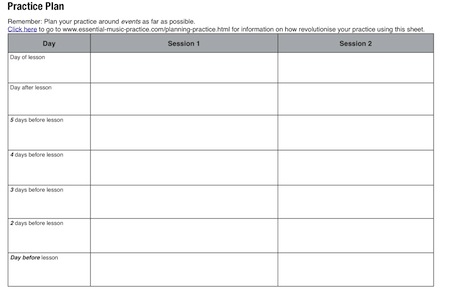 Practice Plan
Remember: Plan your practice around events as far as possible.
Click here to go to www.essential-music-practice.com/planning-practice.html for information on how revolutionise your practice using this sheet.
Day Session 1 Session 2
Day of lesson
Day after lesson
5 days before lesson
4 days before lesson
3 days before lesson
2 days before lesson
Day before lesson